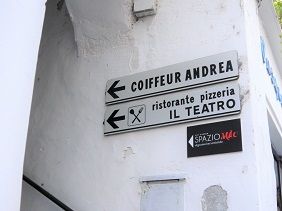 COIFFEUR ANDREA
ristorante pizzeria
IL TEATRO
SPAZIO